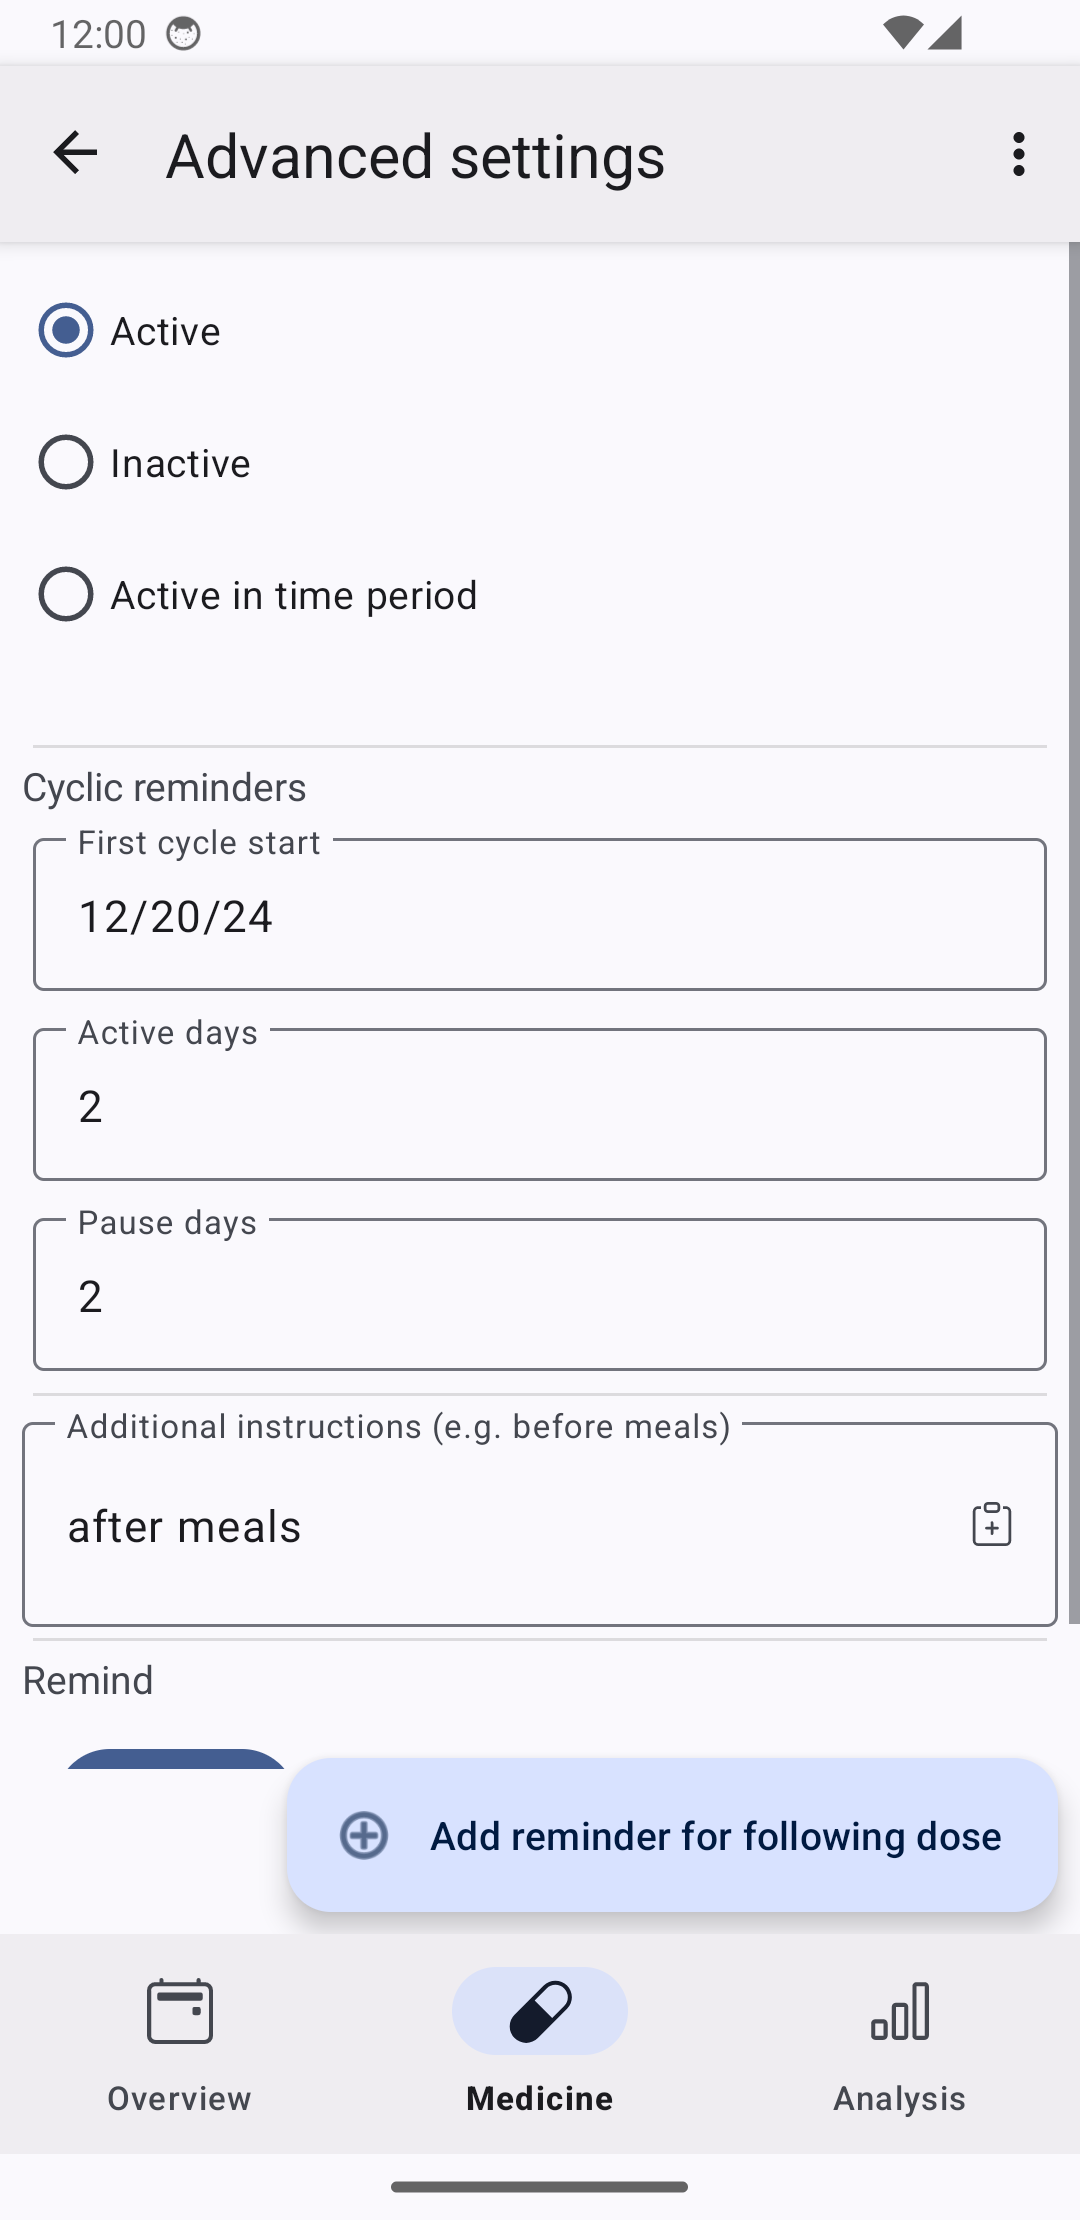 12:00
Advanced settings
Active
Inactive
Active in time period
Cyclic reminders
First cycle start
12/20/24
Active days
2
Pause days
2
Additional instructions (e.g. before meals)
after meals
Remind
Add reminder for following dose
Overview
Medicine
Analysis